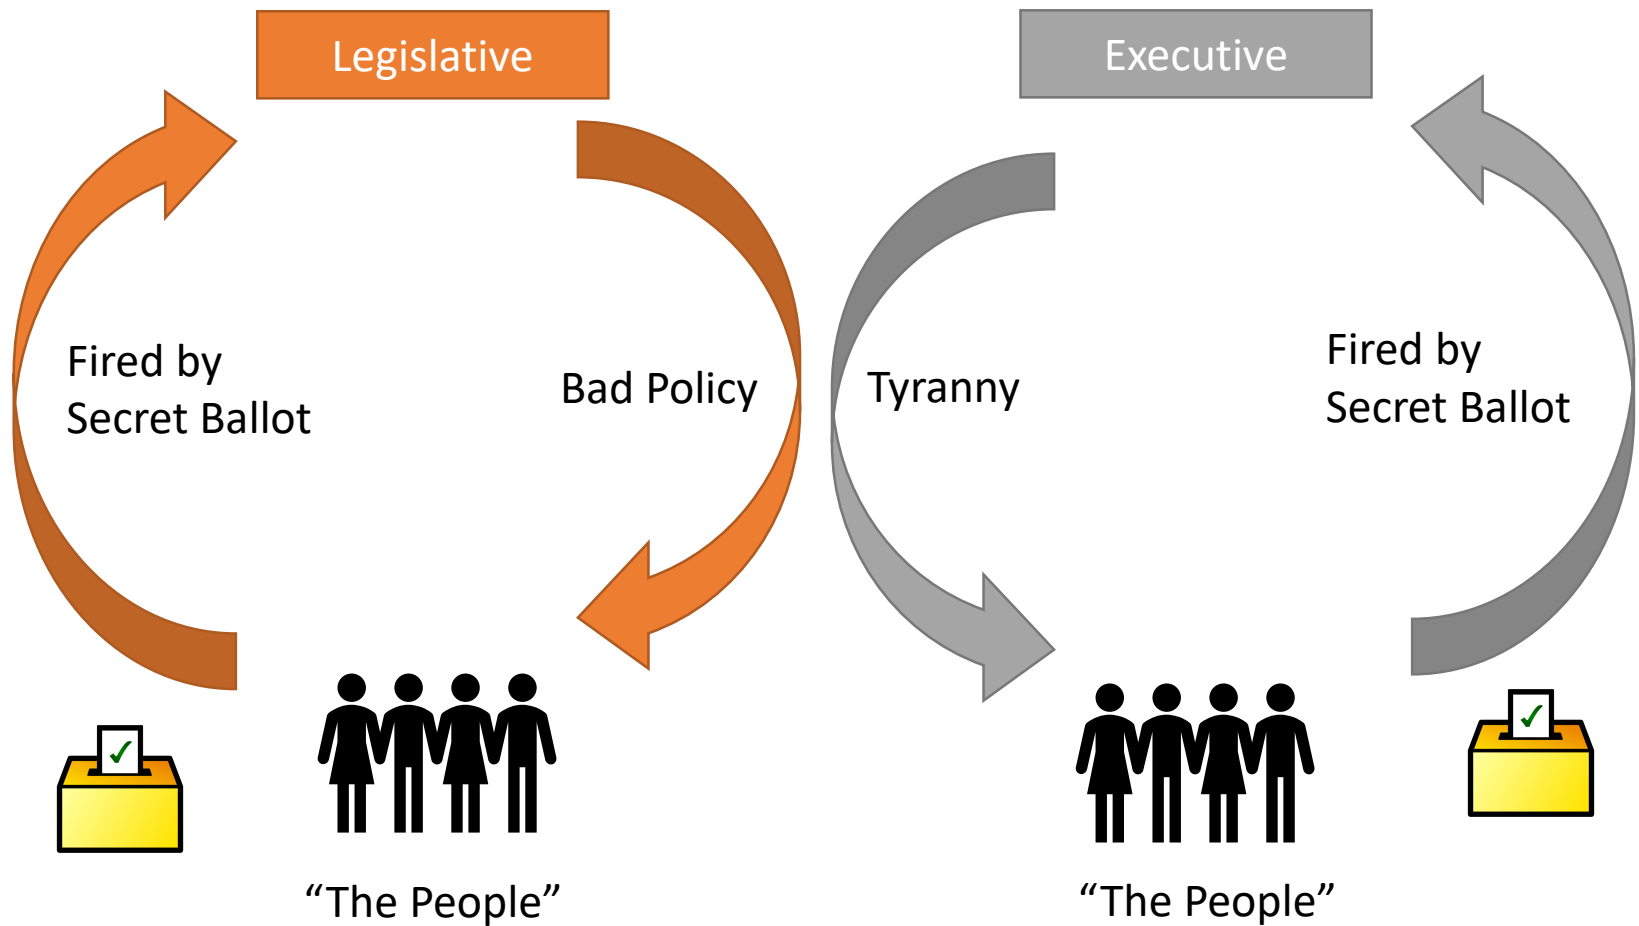 Legislative
Executive
Fired by
Secret Ballot
Bad Policy
Tyranny
Fired by
Secret Ballot
“The People”
“The People”